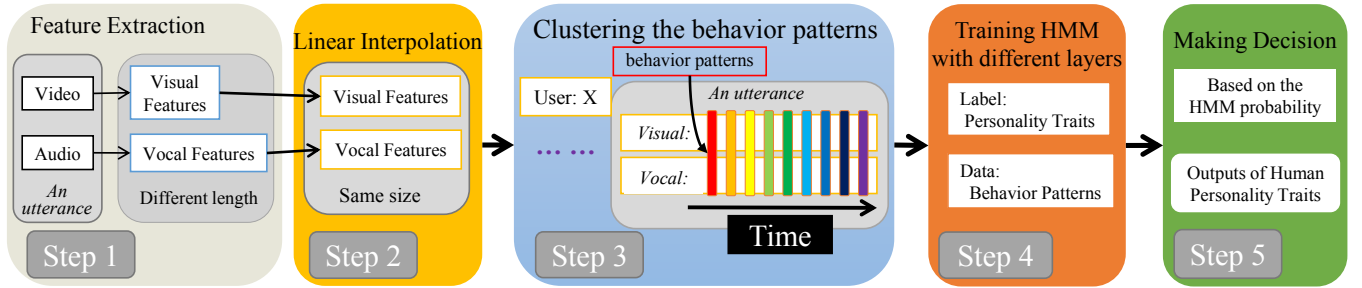 Feature Extraction
Video
Audio
An
utterance
Visual
Features
Vocal Features
Different length
Step 1
Linear Interpolation
Visual Features
Vocal Features
Same size
Step 2
Clustering the behavior patterns
behavior patterns
User: X
... ...
An utterance
Visual:
Vocal:
Time
Step 3
Training HMM
with different layers
Label:
Personality Traits
Data:
Behavior Patterns
Step 4
Making Decision
Based on the
HMM probability
Outputs of Human
Personality Traits
Step 5